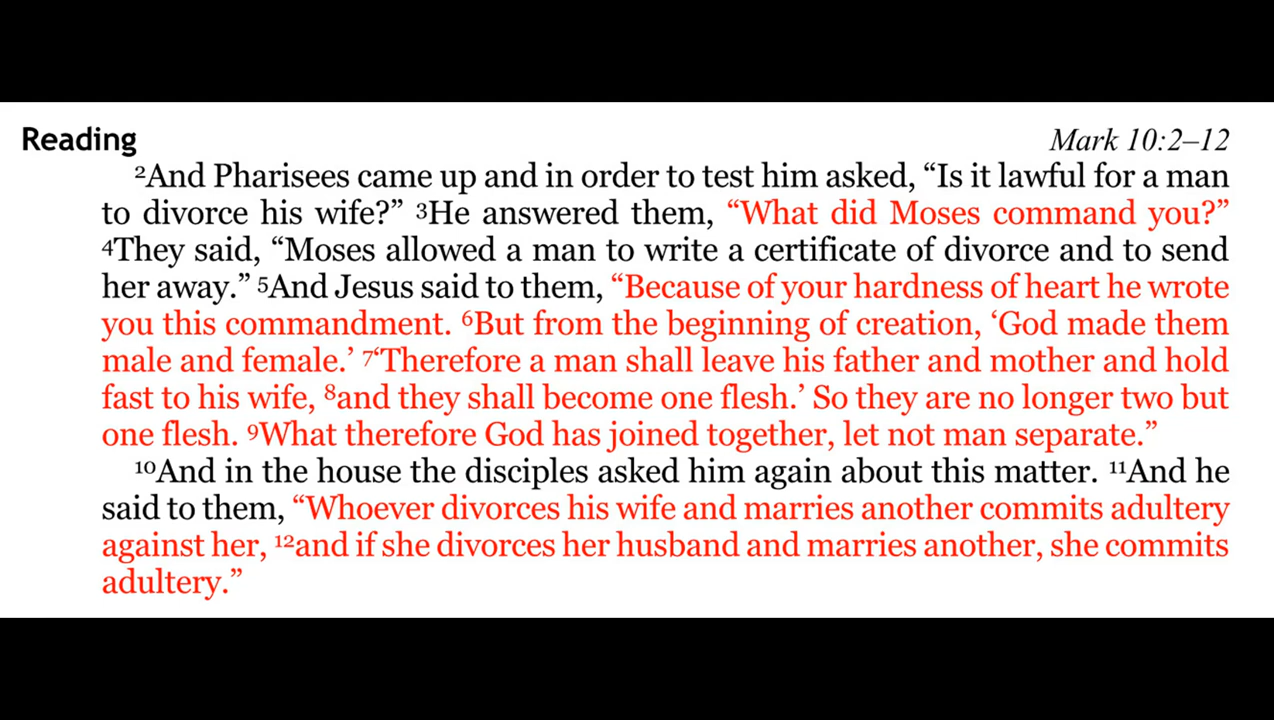 Reading Mark 10:2–12
²And Pharisees came up and in order to test him asked, “Is it lawful for a man
to divorce his wife?” ³He answered them, “What did Moses command you?”
⁴They said, “Moses allowed a man to write a certificate of divorce and to send
her away.” ⁵And Jesus said to them, “Because of your hardness of heart he wrote
you this commandment. ⁶But from the beginning of creation, ‘God made them
male and female.’ ⁷‘Therefore a man shall leave his father and mother and hold
fast to his wife, ⁸and they shall become one flesh.’ So they are no longer two but
one flesh. ⁹What therefore God has joined together, let not man separate.”
¹⁰And in the house the disciples asked him again about this matter. ¹¹And he
said to them, “Whoever divorces his wife and marries another commits adultery
against her, ¹²and if she divorces her husband and marries another, she commits
adultery.”